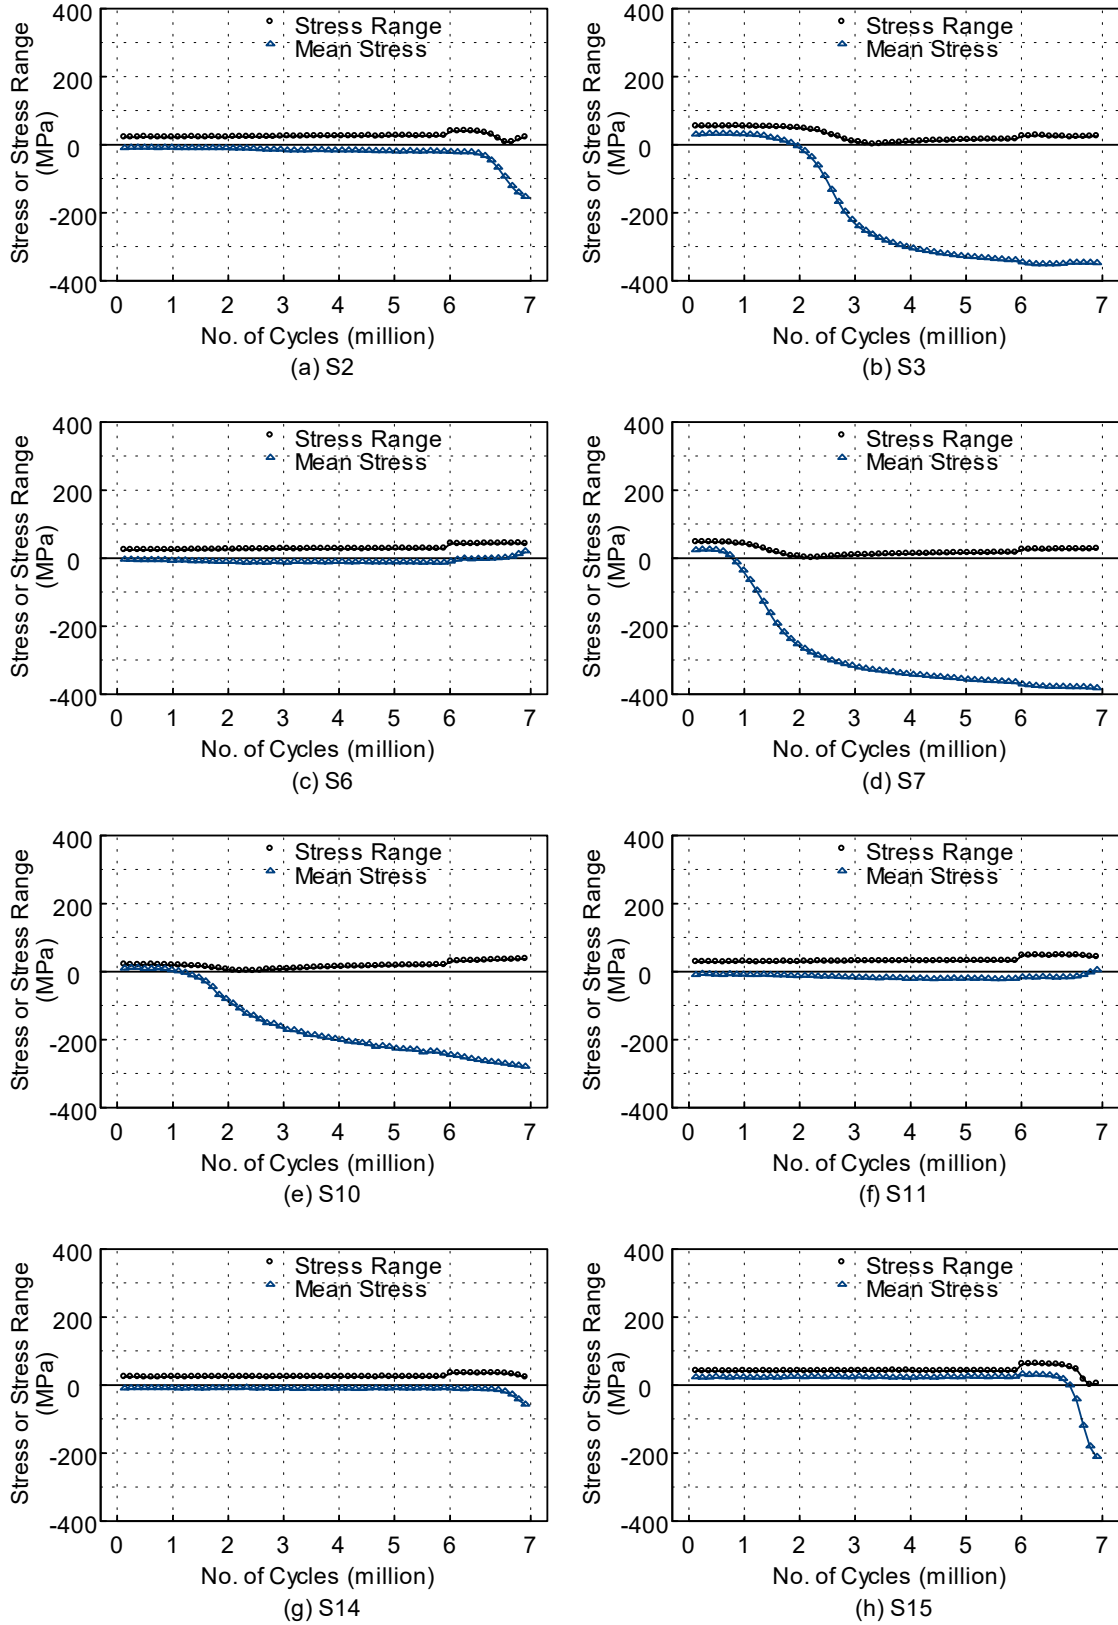 400
200
0
-200
-400
Stress or Stress Range
(MPa)
Stress Range
Mean Stress
0 1 2 3 4 5 6 7
No. of Cycles (million)
(a) S2
400
200
0
-200
-400
Stress or Stress Range
(MPa)
Stress Range
Mean Stress
0 1 2 3 4 5 6 7
No. of Cycles (million)
(b) S3
400
200
0
-200
-400
Stress or Stress Range
(MPa)
Stress Range
Mean Stress
0 1 2 3 4 5 6 7
No. of Cycles (million)
(c) S6
400
200
0
-200
-400
Stress or Stress Range
(MPa)
Stress Range
Mean Stress
0 1 2 3 4 5 6 7
No. of Cycles (million)
(d) S7
400
200
0
-200
-400
Stress or Stress Range
(MPa)
Stress Range
Mean Stress
0 1 2 3 4 5 6 7
No. of Cycles (million)
(e) S10
400
200
0
-200
-400
Stress or Stress Range
(MPa)
Stress Range
Mean Stress
0 1 2 3 4 5 6 7
No. of Cycles (million)
(f) S11
400
200
0
-200
-400
Stress or Stress Range
(MPa)
Stress Range
Mean Stress
0 1 2 3 4 5 6 7
No. of Cycles (million)
(g) S14
400
200
0
-200
-400
Stress or Stress Range
(MPa)
Stress Range
Mean Stress
0 1 2 3 4 5 6 7
No. of Cycles (million)
(h) S15